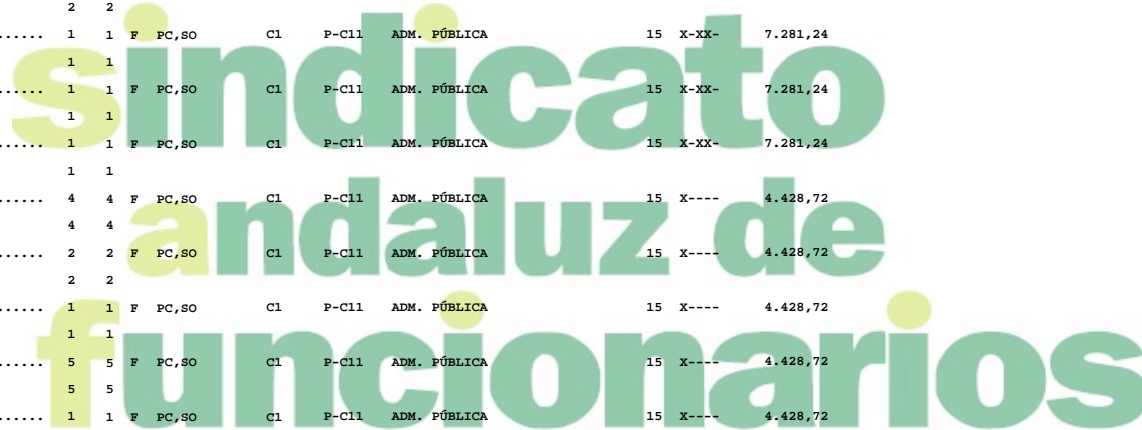 2 2
...... 1 1 F PC,SO C1 P-C11 ADM. PÚBLICA 15 X-XX- 7.281,24
1 1
...... 1 1 F PC,SO C1 P-C11 ADM. PÚBLICA 15 X-XX- 7.281,24
1 1
...... 1 1 F PC,SO C1 P-C11 ADM. PÚBLICA 15 X-XX- 7.281,24
1 1
...... 4 4 F PC,SO C1 P-C11 ADM. PÚBLICA 15 X---- 4.428,72
4 4
...... 2 2 F PC,SO C1 P-C11 ADM. PÚBLICA 15 X---- 4.428,72
2 2
...... 1 1 F PC,SO C1 P-C11 ADM. PÚBLICA 15 X---- 4.428,72
1 1
...... 5 5 F PC,SO C1 P-C11 ADM. PÚBLICA 15 X---- 4.428,72
5 5
...... 1 1 F PC,SO C1 P-C11 ADM. PÚBLICA 15 X---- 4.428,72
sindicato
andaluz de
funcionarios